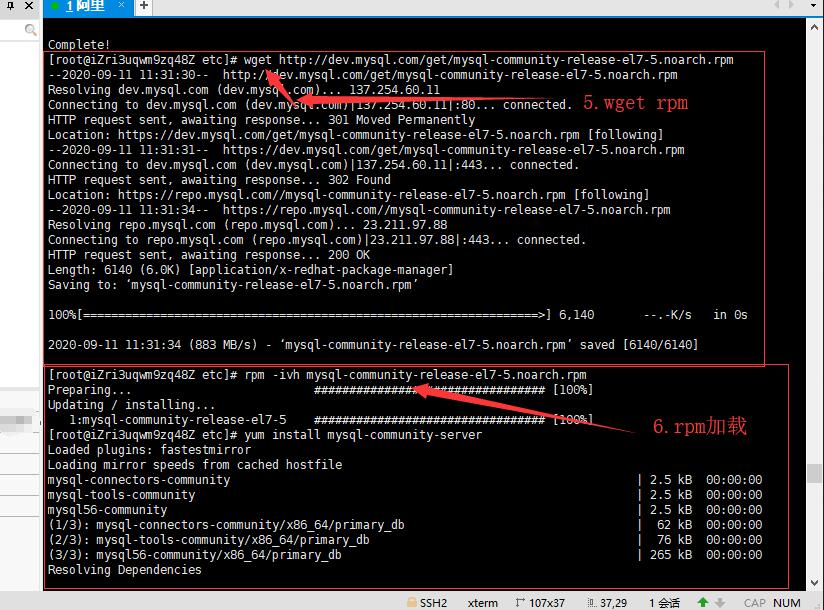 1 阿里 × +
Complete!
[root@iZri3uqwm9zq48Z etc]# wget http://dev.mysql.com/get/mysql-community-release-el7-5.noarch.rpm
--2020-09-11 11:31:30-- http://dev.mysql.com/get/mysql-community-release-el7-5.noarch.rpm
Resolving dev.mysql.com (dev.mysql.com)... 137.254.60.11
Connecting to dev.mysql.com (dev.mysql.com)|137.254.60.11|:80... connected.
5.wget rpm
HTTP request sent, awaiting response... 301 Moved Permanently
Location: https://dev.mysql.com/get/mysql-community-release-el7-5.noarch.rpm [following]
--2020-09-11 11:31:31-- https://dev.mysql.com/get/mysql-community-release-el7-5.noarch.rpm
Connecting to dev.mysql.com (dev.mysql.com)|137.254.60.11|:443... connected.
HTTP request sent, awaiting response... 302 Found
Location: https://repo.mysql.com//mysql-community-release-el7-5.noarch.rpm [following]
--2020-09-11 11:31:34-- https://repo.mysql.com//mysql-community-release-el7-5.noarch.rpm
Resolving repo.mysql.com (repo.mysql.com)... 23.211.97.88
Connecting to repo.mysql.com (repo.mysql.com)|23.211.97.88|:443... connected.
HTTP request sent, awaiting response... 200 OK
Length: 6140 (6.0K) [application/x-redhat-package-manager]
Saving to: ‘mysql-community-release-el7-5.noarch.rpm’
100%[=================================================================>] 6,140 --.-K/s in 0s
2020-09-11 11:31:34 (883 MB/s) - ‘mysql-community-release-el7-5.noarch.rpm’ saved [6140/6140]
[root@iZri3uqwm9zq48Z etc]# rpm -ivh mysql-community-release-el7-5.noarch.rpm
Preparing... ################################# [100%]
Updating / installing...
1:mysql-community-release-el7-5 ################################# [100%]
6.rpm加载
[root@iZri3uqwm9zq48Z etc]# yum install mysql-community-server
Loaded plugins: fastestmirror
Loading mirror speeds from cached hostfile
mysql-connectors-community | 2.5 kB 00:00:00
mysql-tools-community | 2.5 kB 00:00:00
mysql56-community | 2.5 kB 00:00:00
(1/3): mysql-connectors-community/x86_64/primary_db | 62 kB 00:00:00
(2/3): mysql-tools-community/x86_64/primary_db | 76 kB 00:00:00
(3/3): mysql56-community/x86_64/primary_db | 265 kB 00:00:00
Resolving Dependencies
SSH2 xterm 107x37 37,29 1 会话 CAP NUM